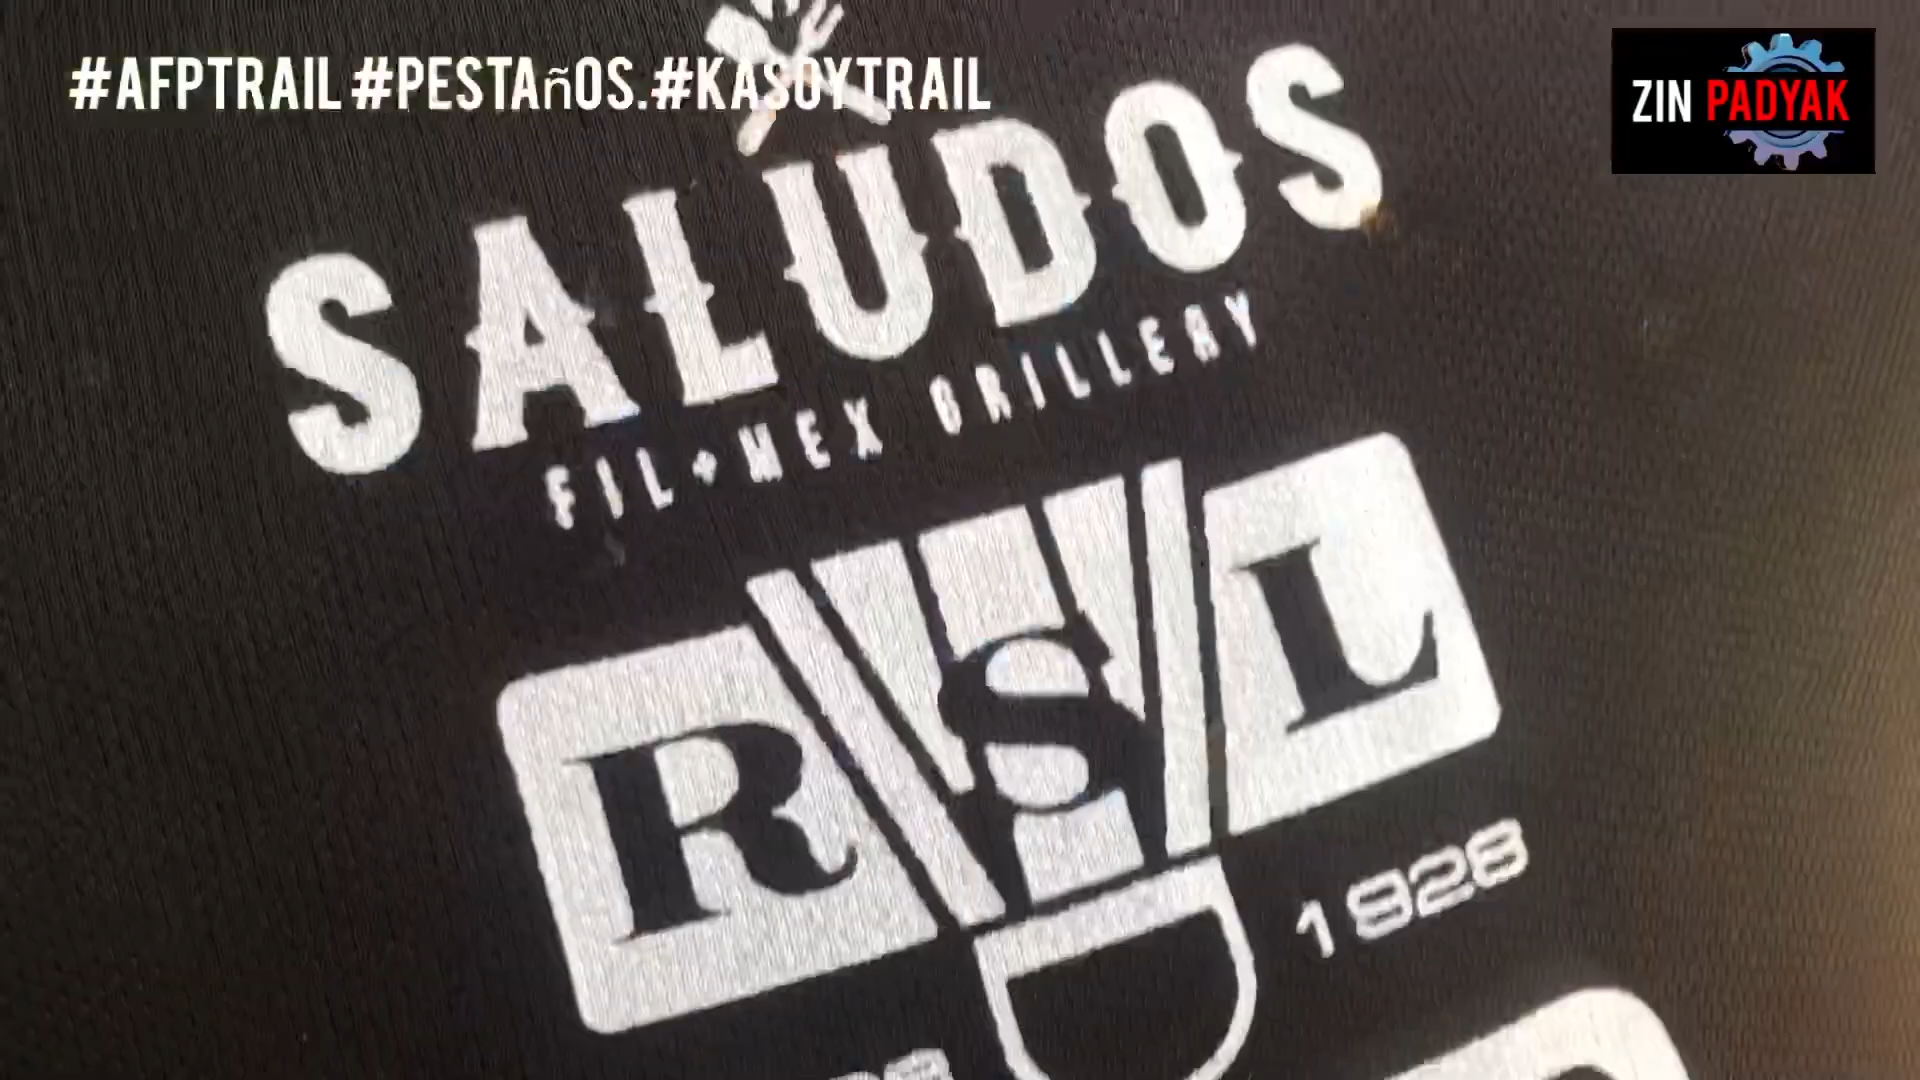 #AFPTRAIL #PESTAñOS.#KASOYTRAIL
ZIN PADYAK
SALUDOS
FIL+MEX GRILLERY
RSL
1928